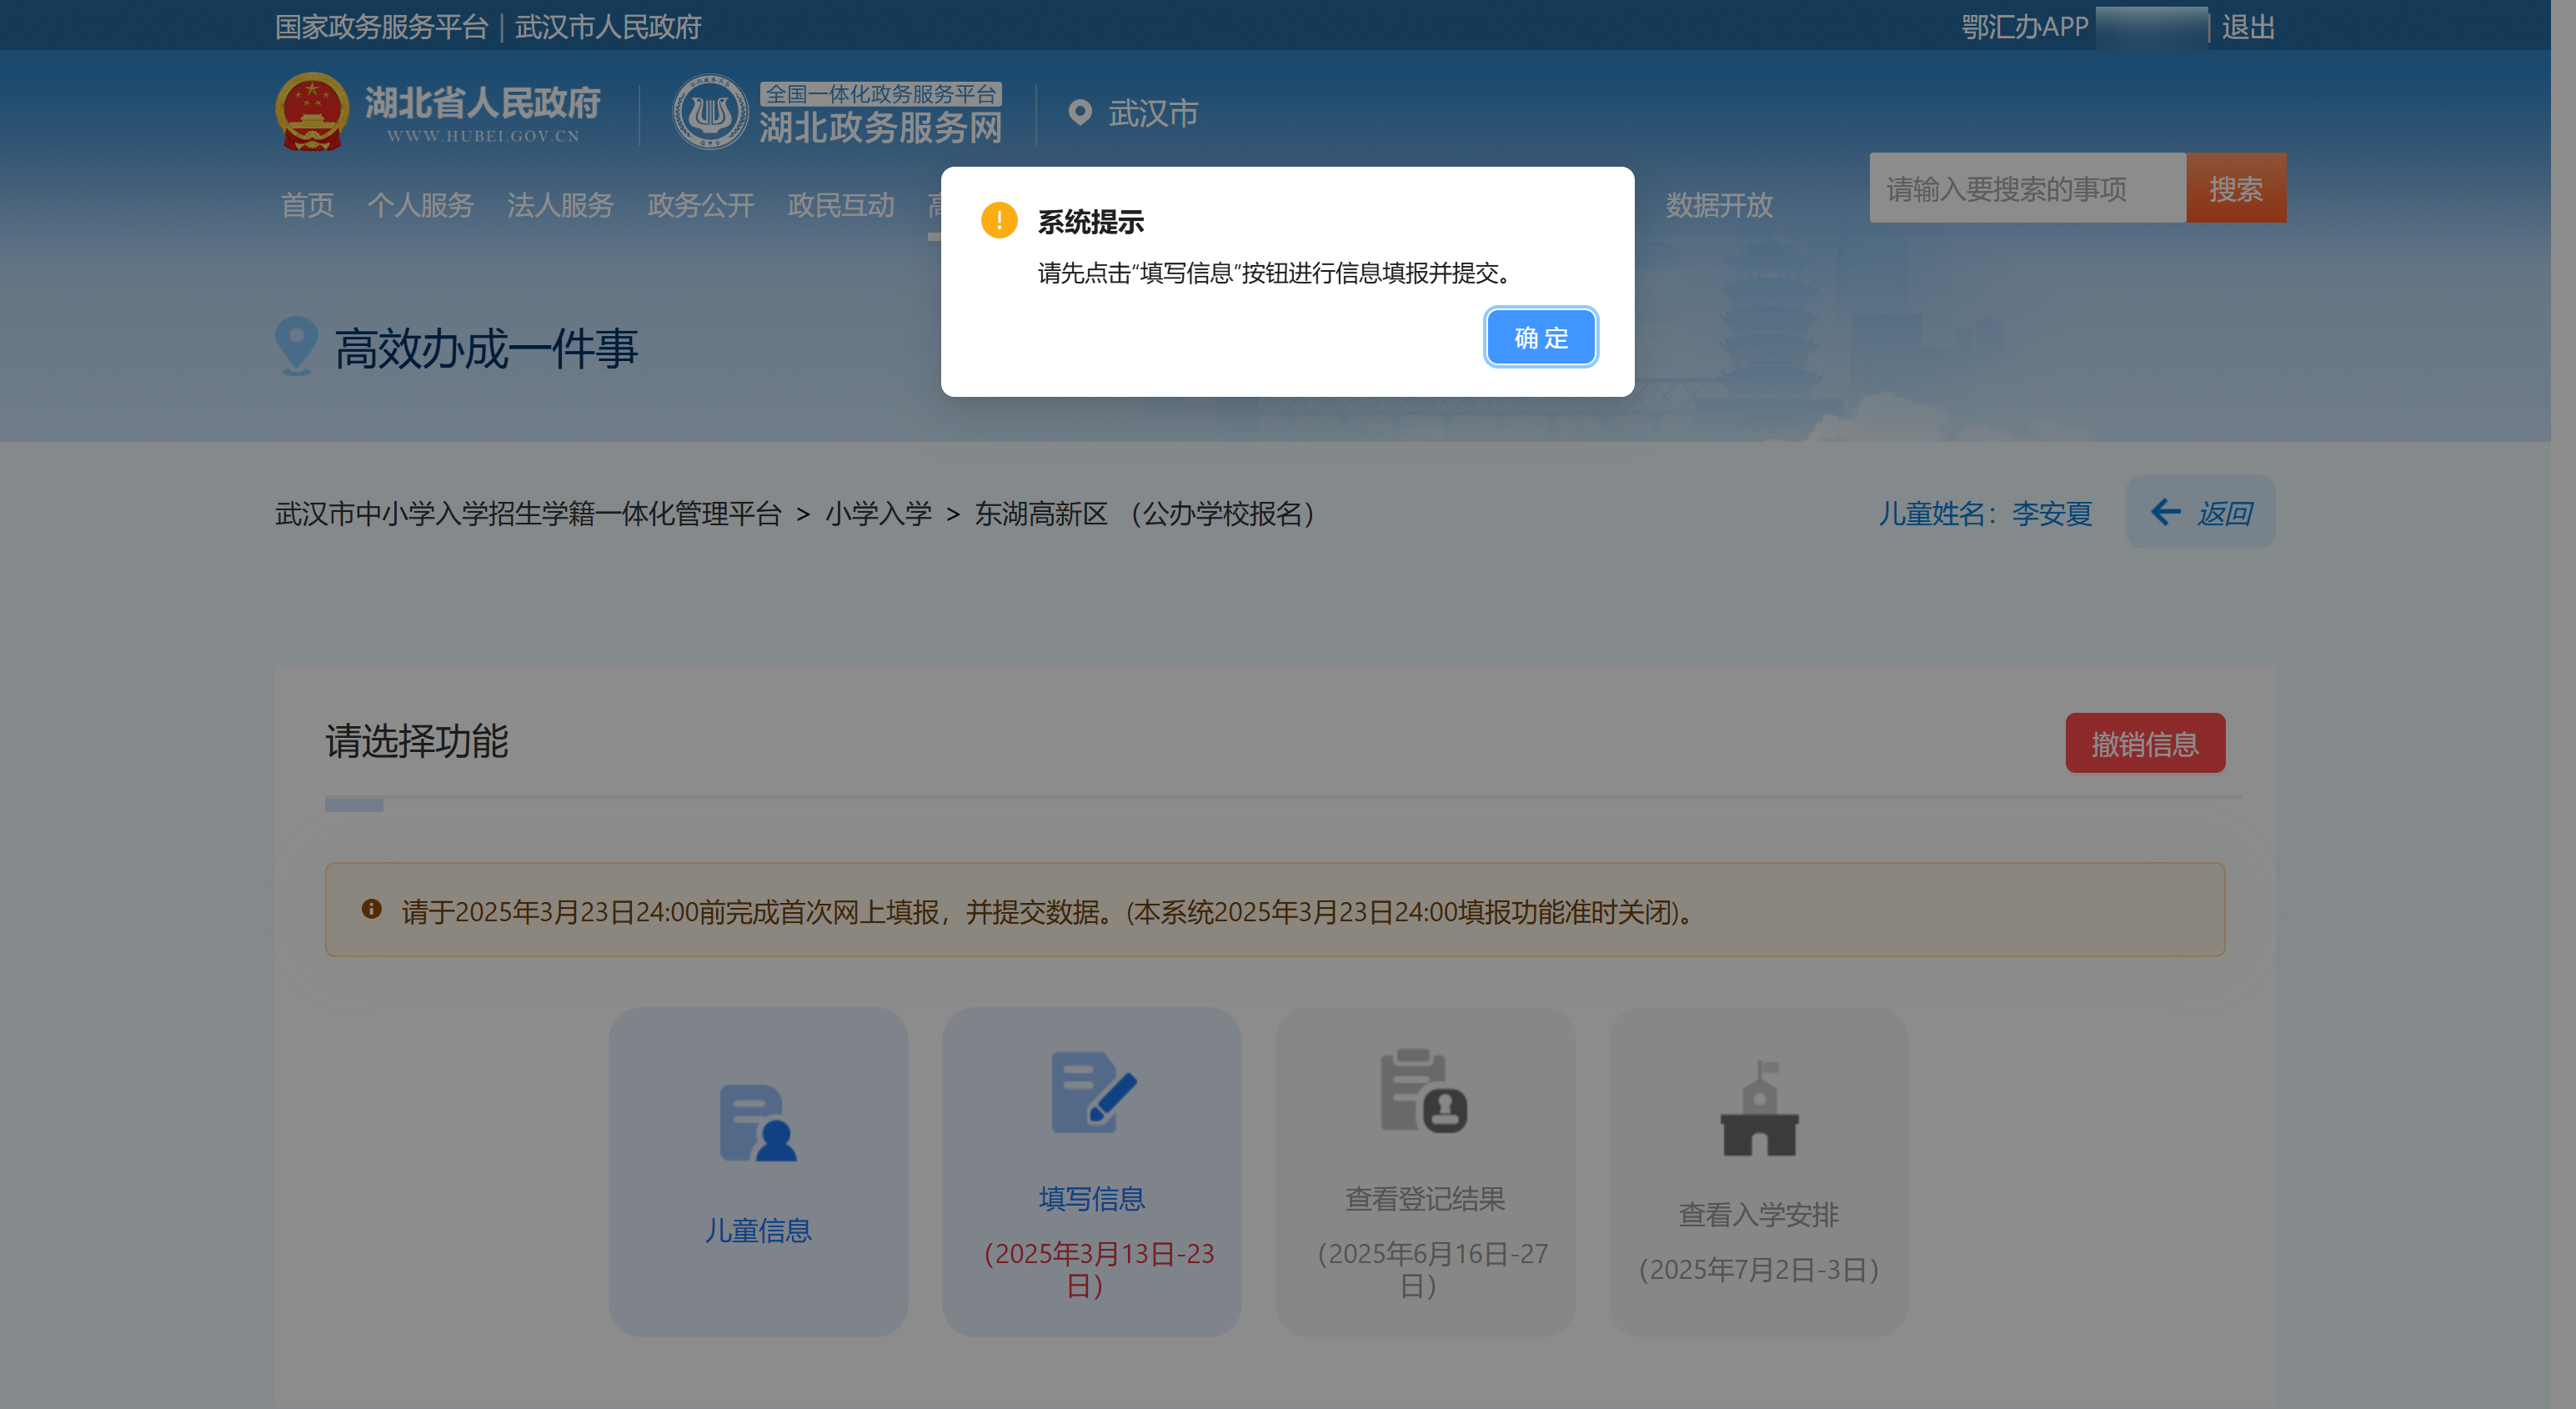 国家政务服务平台 | 武汉市人民政府
鄂汇办APP | 退出
湖北省人民政府
WWW.HUBEI.GOV.CN
全国一体化政务服务平台
湖北政务服务网
武汉市
首页 个人服务 法人服务 政务公开 政民互动 高 数据开放
请输入要搜索的事项 搜索
系统提示
请先点击“填写信息”按钮进行信息填报并提交。
确 定
高效办成一件事
武汉市中小学入学招生学籍一体化管理平台 > 小学入学 > 东湖高新区 （公办学校报名）
儿童姓名：李安夏
返回
请选择功能
撤销信息
请于2025年3月23日24:00前完成首次网上填报，并提交数据。(本系统2025年3月23日24:00填报功能准时关闭)。
儿童信息
填写信息
（2025年3月13日-23
日）
查看登记结果
（2025年6月16日-27
日）
查看入学安排
（2025年7月2日-3日）